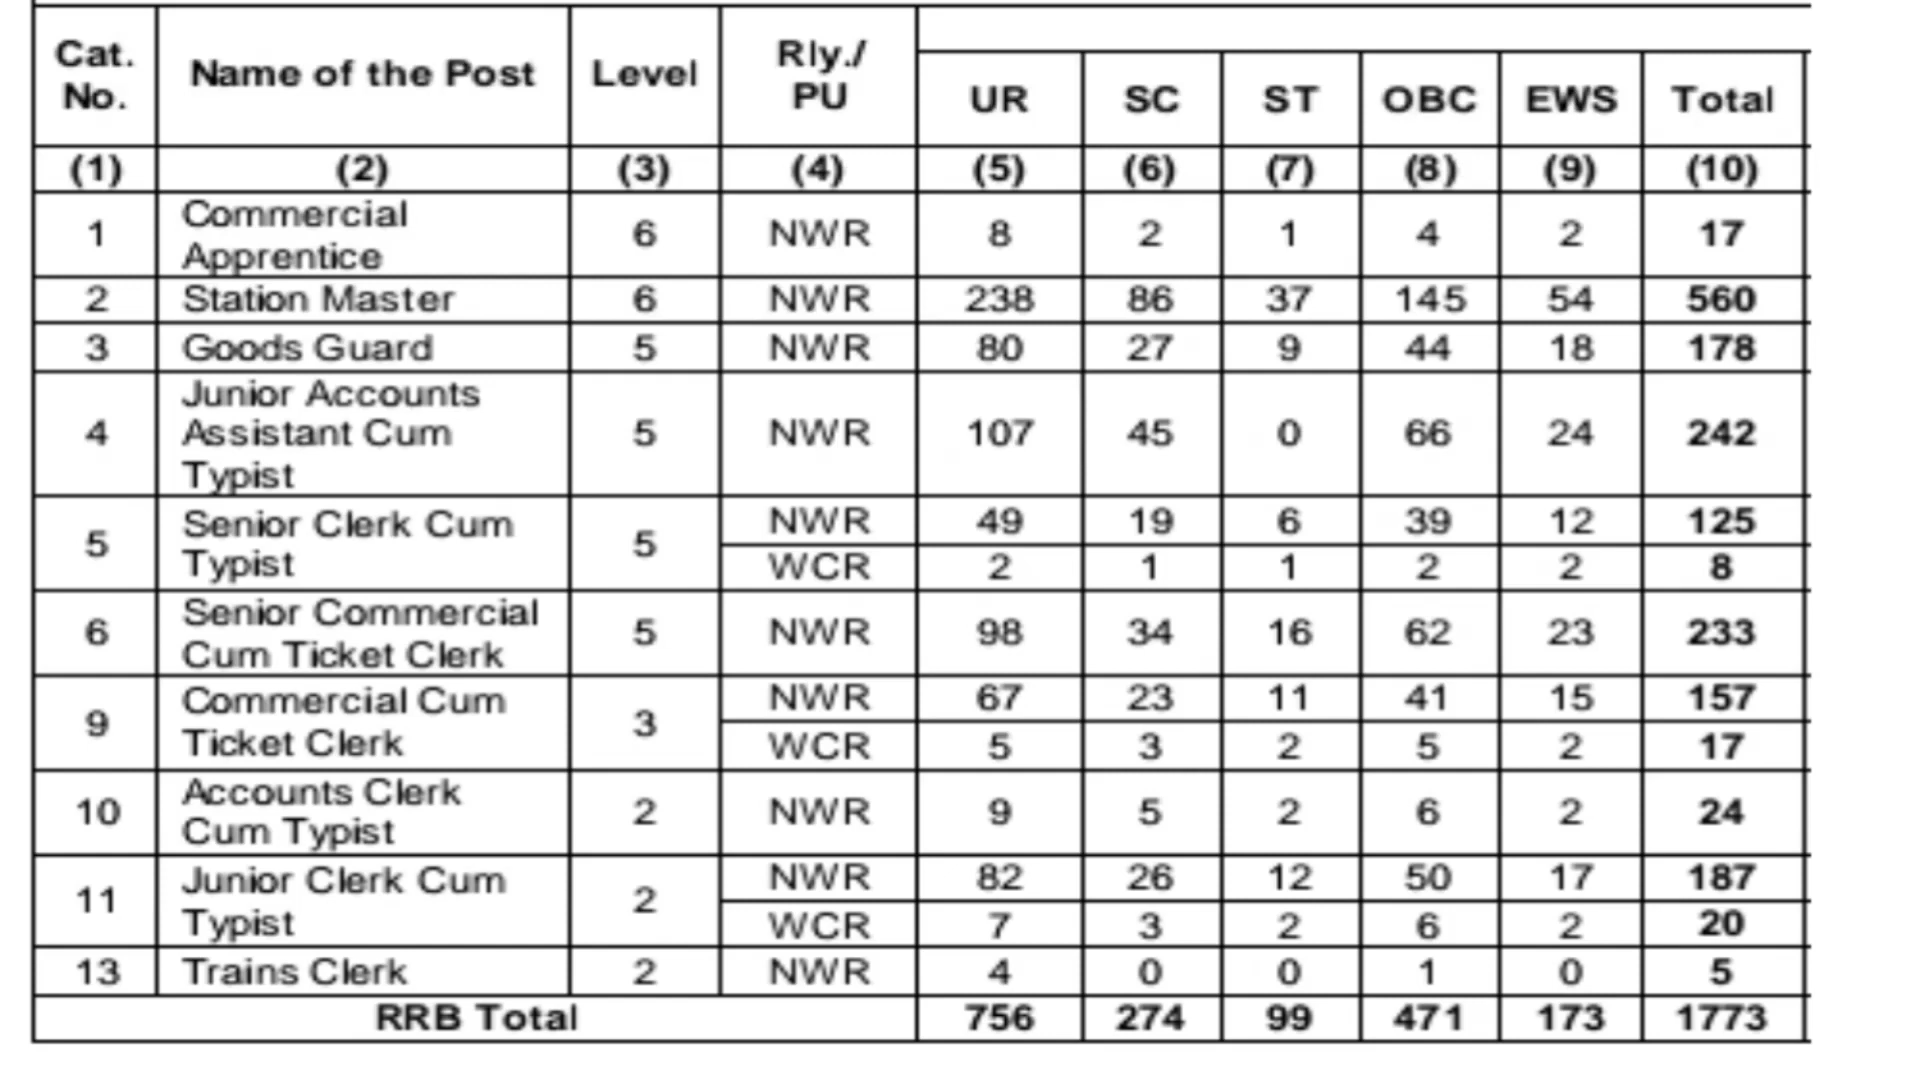 Cat. No. Name of the Post Level Rly./ PU UR SC ST OBC EWS Total
(1) (2) (3) (4) (5) (6) (7) (8) (9) (10)
1 Commercial Apprentice 6 NWR 8 2 1 4 2 17
2 Station Master 6 NWR 238 86 37 145 54 560
3 Goods Guard 5 NWR 80 27 9 44 18 178
4 Junior Accounts Assistant Cum Typist 5 NWR 107 45 0 66 24 242
5 Senior Clerk Cum Typist 5 NWR 49 19 6 39 12 125
WCR 2 1 1 2 2 8
6 Senior Commercial Cum Ticket Clerk 5 NWR 98 34 16 62 23 233
9 Commercial Cum Ticket Clerk 3 NWR 67 23 11 41 15 157
WCR 5 3 2 5 2 17
10 Accounts Clerk Cum Typist 2 NWR 9 5 2 6 2 24
11 Junior Clerk Cum Typist 2 NWR 82 26 12 50 17 187
WCR 7 3 2 6 2 20
13 Trains Clerk 2 NWR 4 0 0 1 0 5
RRB Total 756 274 99 471 173 1773